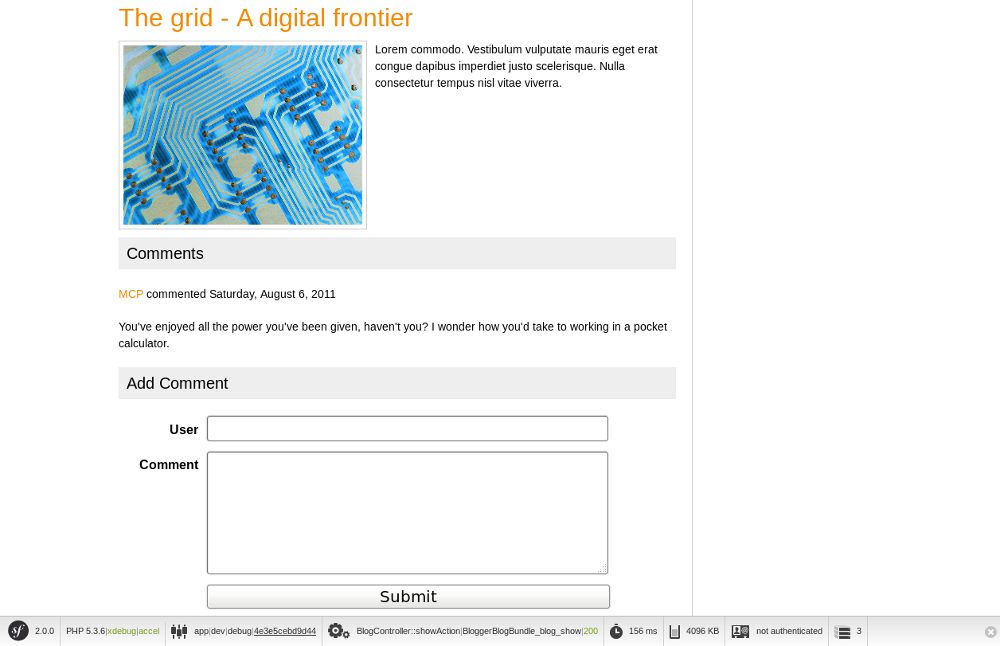 The grid - A digital frontier
Lorem commodo. Vestibulum vulputate mauris eget erat
congue dapibus imperdiet justo scelerisque. Nulla
consectetur tempus nisl vitae viverra.
Comments
MCP commented Saturday, August 6, 2011
You've enjoyed all the power you've been given, haven't you? I wonder how you'd take to working in a pocket
calculator.
Add Comment
User
Comment
Submit
sf 2.0.0 PHP 5.3.6|xdebug|accel app|dev|debug|4e3e5cebd9d44 BlogController::showAction|BloggerBlogBundle_blog_show|200 156 ms 4096 KB not authenticated 3